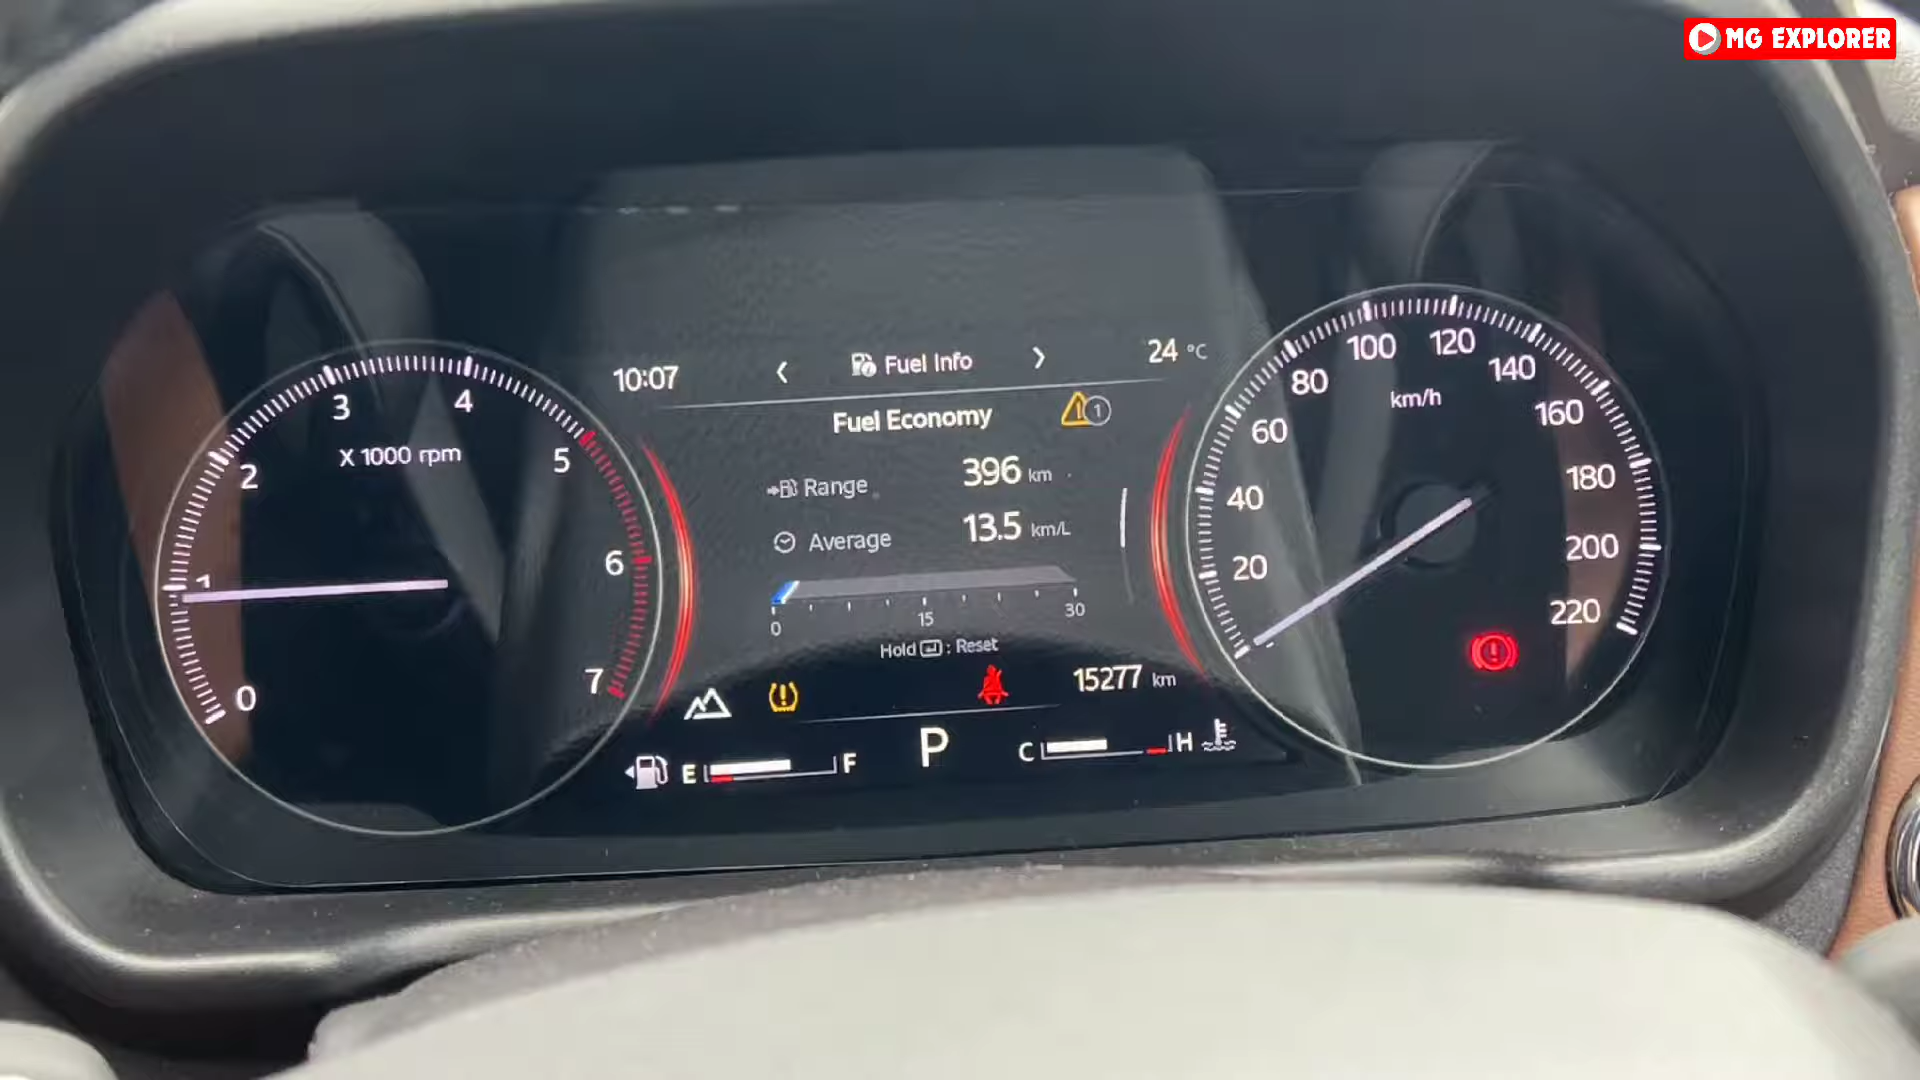 MG EXPLORER
10:07 < Fuel Info > 24 °C
Fuel Economy 1
Range 396 km
Average 13.5 km/L
0 15 30
Hold : Reset
15277 km
E F P C H
0 1 2 3 4 5 6 7
X 1000 rpm
20 40 60 80 100 120 140 160 180 200 220
km/h